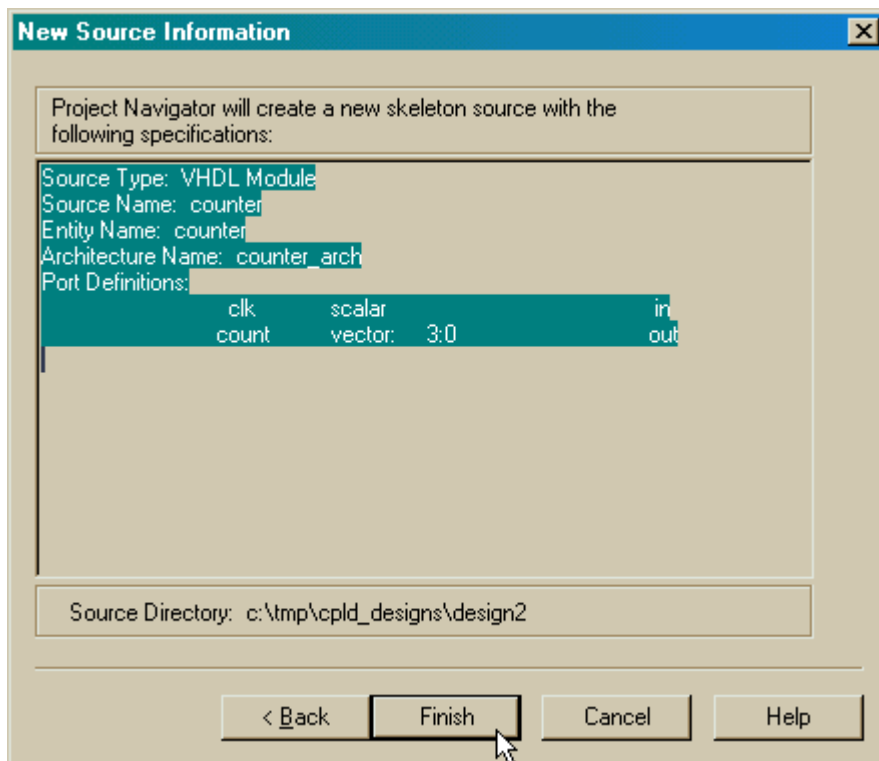 New Source Information
Project Navigator will create a new skeleton source with the
following specifications:
Source Type: VHDL Module
Source Name: counter
Entity Name: counter
Architecture Name: counter_arch
Port Definitions:
clk scalar in
count vector: 3:0 out
Source Directory: c:\tmp\cpld_designs\design2
< Back Finish Cancel Help